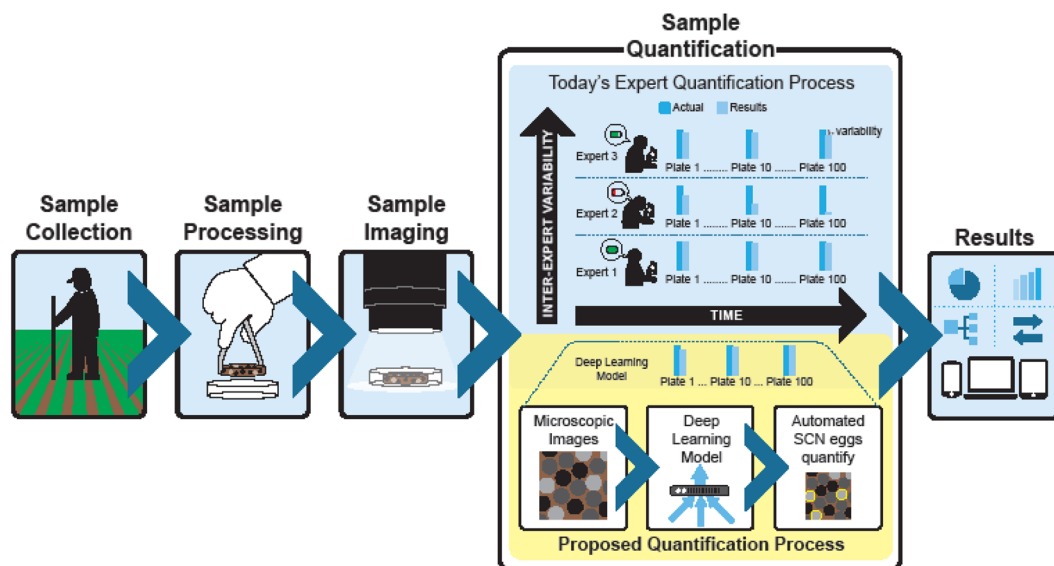 Sample
Collection
Sample
Processing
Sample
Imaging
Sample
Quantification
Today's Expert Quantification Process
Actual
Results
INTER-EXPERT VARIABILITY
variability
Expert 3
Plate 1 ........ Plate 10 ....... Plate 100
Expert 2
Plate 1 ........ Plate 10 ....... Plate 100
Expert 1
Plate 1 ........ Plate 10 ....... Plate 100
TIME
Deep Learning
Model
Plate 1 ... Plate 10 ... Plate 100
Microscopic
Images
Deep
Learning
Model
Automated
SCN eggs
quantify
Proposed Quantification Process
Results